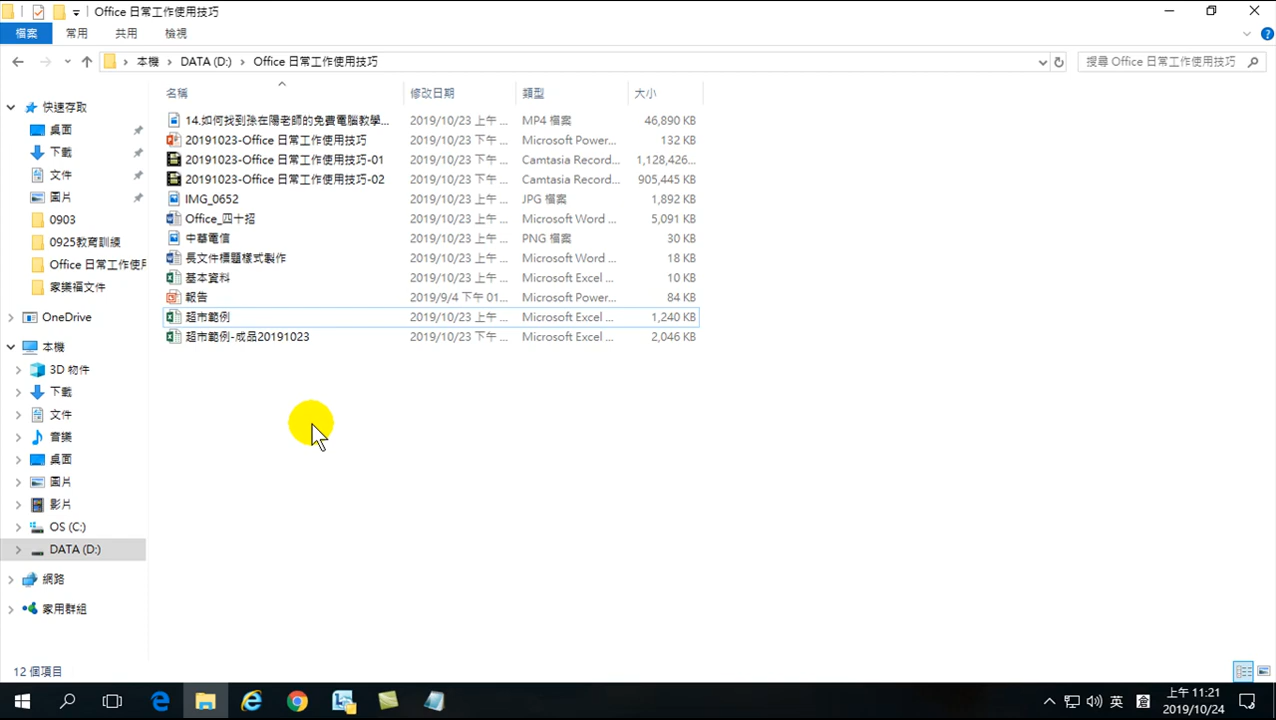 Office 日常工作使用技巧
檔案 常用 共用 檢視
本機 DATA (D:) Office 日常工作使用技巧 搜尋 Office 日常工作使用技巧
名稱 修改日期 類型 大小
快速存取
桌面
下載
文件
圖片
0903
0925教育訓練
Office 日常工作使用
家樂福文件
OneDrive
本機
3D 物件
下載
文件
音樂
桌面
圖片
影片
OS (C:)
DATA (D:)
網路
家用群組
14.如何找到孫在陽老師的免費電腦教學... 2019/10/23 上午 ... MP4 檔案 46,890 KB
20191023-Office 日常工作使用技巧 2019/10/23 上午 ... Microsoft Power... 132 KB
20191023-Office 日常工作使用技巧-01 2019/10/23 上午 ... Camtasia Record... 1,128,426...
20191023-Office 日常工作使用技巧-02 2019/10/23 下午 ... Camtasia Record... 905,445 KB
IMG_0652 2019/10/23 上午 ... JPG 檔案 1,892 KB
Office_四十招 2019/10/23 上午 ... Microsoft Word ... 5,091 KB
中華電信 2019/10/23 上午 ... PNG 檔案 30 KB
長文件標題樣式製作 2019/10/23 上午 ... Microsoft Word ... 18 KB
基本資料 2019/10/23 上午 ... Microsoft Excel ... 10 KB
報告 2019/9/4 下午 01... Microsoft Power... 84 KB
超市範例 2019/10/23 上午 ... Microsoft Excel ... 1,240 KB
超市範例-成品20191023 2019/10/23 下午 ... Microsoft Excel ... 2,046 KB
12 個項目
英 上午 11:21
2019/10/24